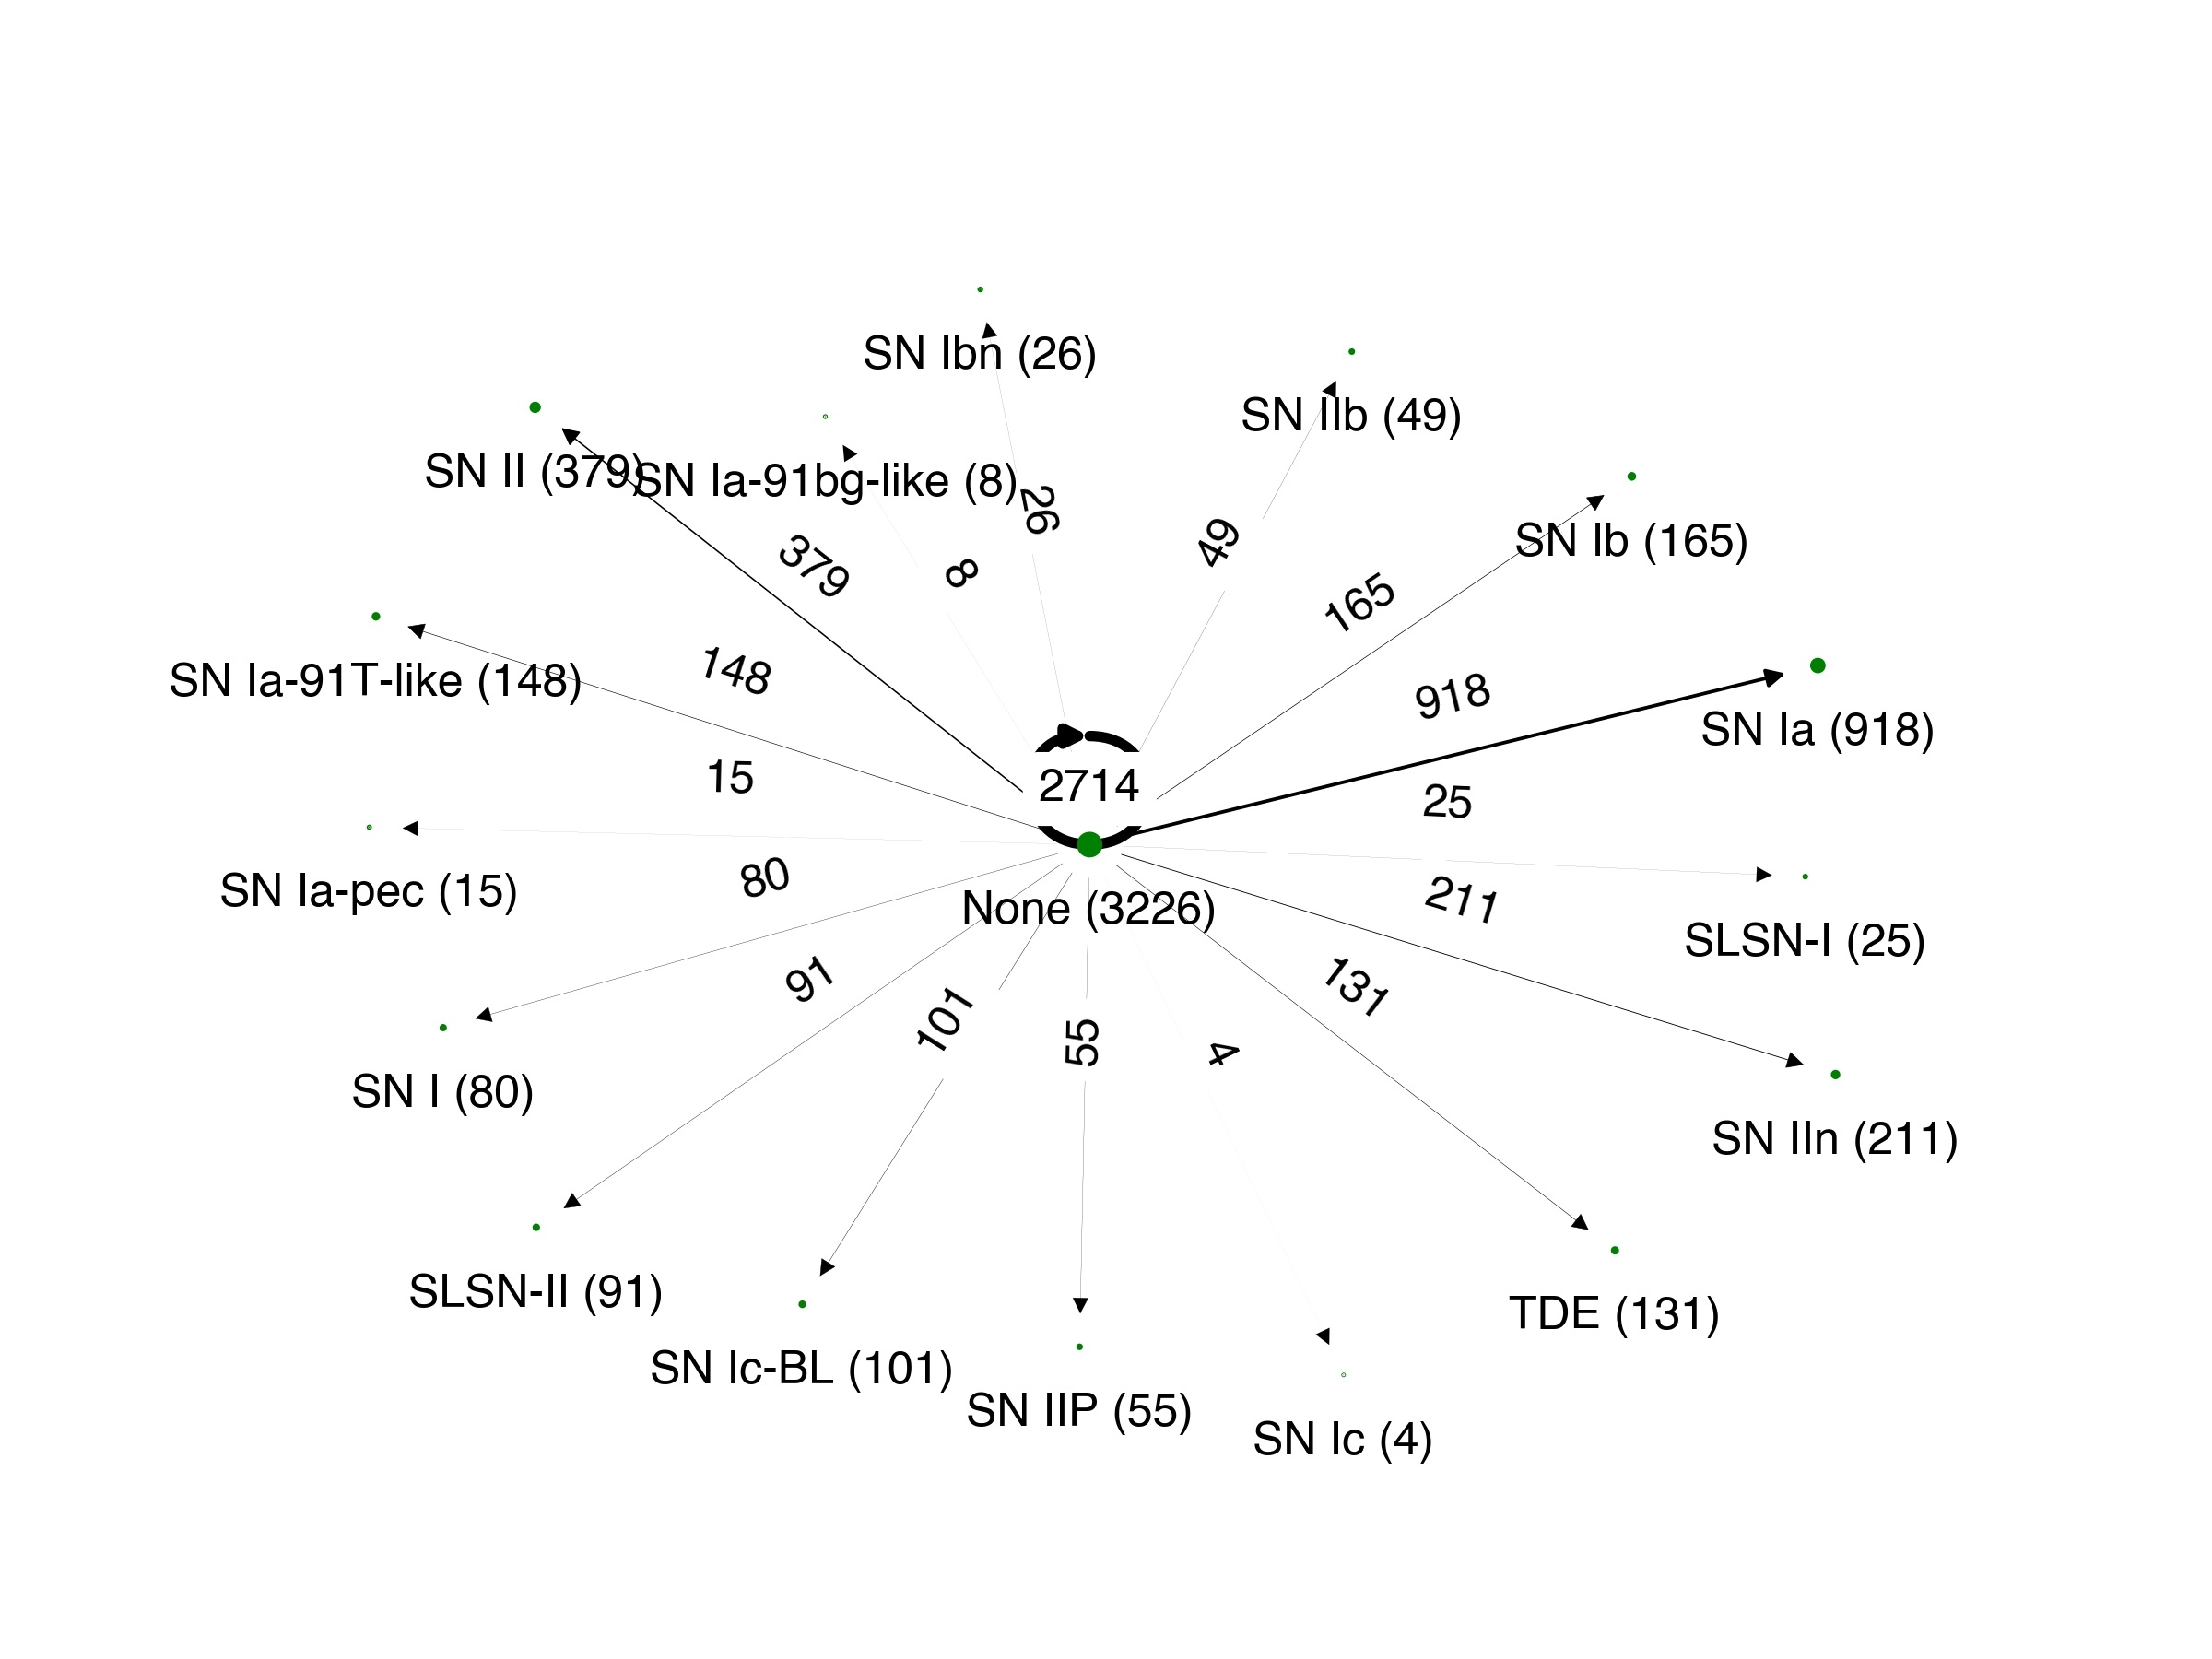 SN Ibn (26)
SN IIb (49)
SN II (379)
SN Ia-91bg-like (8)
26
49
SN Ib (165)
379
8
165
SN Ia-91T-like (148)
148
918
SN Ia (918)
15
2714
25
80
SN Ia-pec (15)
None (3226)
211
SLSN-I (25)
91
101
55
4
131
SN I (80)
SN IIn (211)
SLSN-II (91)
TDE (131)
SN Ic-BL (101)
SN IIP (55)
SN Ic (4)